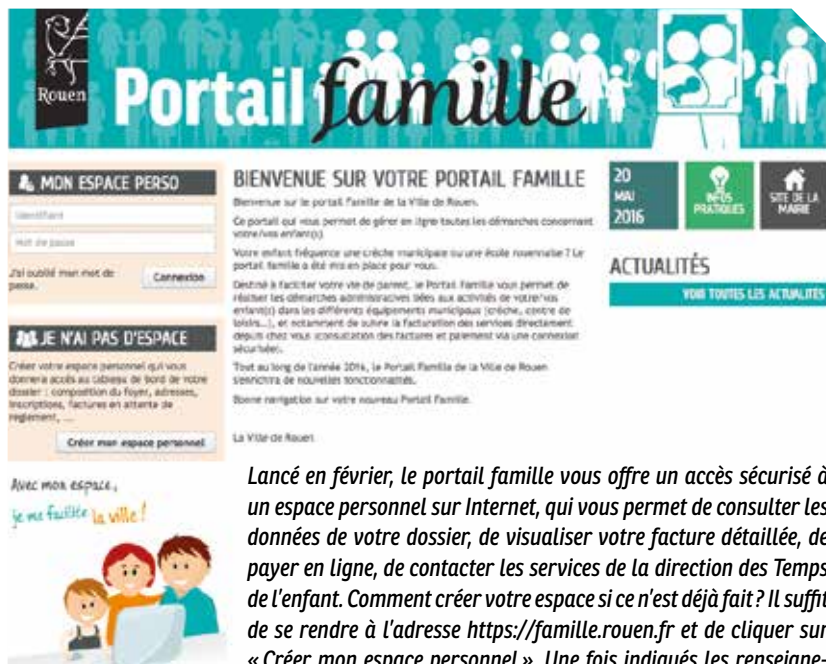 Rouen
Portail famille
MON ESPACE PERSO
Identifiant
Mot de passe
J'ai oublié mon mot de
passe.
Connexion
JE N'AI PAS D'ESPACE
Créer votre espace personnel qui vous
donnera accès au tableau de bord de votre
dossier : composition du foyer, adresses,
inscriptions, factures en attente de
règlement, ...
Créer mon espace personnel
Avec mon espace,
je me facilite la ville !
BIENVENUE SUR VOTRE PORTAIL FAMILLE
Bienvenue sur le portail famille de la Ville de Rouen.
Ce portail qui vous permet de gérer en ligne toutes les démarches concernant
votre/vos enfant(s)
Votre enfant fréquente une crèche municipale ou une école rouennaise ? Le
portail famille a été mis en place pour vous.
Destiné à faciliter votre vie de parent, le Portail Famille vous permet de
réaliser les démarches administratives liées aux activités de votre/vos
enfant(s) dans les différents équipements municipaux (crèche, centre de
loisirs...), et notamment de suivre la facturation des services directement
depuis chez vous (consultation des factures et paiement via une connexion
sécurisée).
Tout au long de l'année 2016, le Portail Famille de la Ville de Rouen
s'enrichira de nouvelles fonctionnalités.
Bonne navigation sur votre nouveau Portail Famille.
La Ville de Rouen
20
MAI
2016
INFOS
PRATIQUES
SITE DE LA
MAIRIE
ACTUALITÉS
VOIR TOUTES LES ACTUALITÉS
Lancé en février, le portail famille vous offre un accès sécurisé à
un espace personnel sur Internet, qui vous permet de consulter les
données de votre dossier, de visualiser votre facture détaillée, de
payer en ligne, de contacter les services de la direction des Temps
de l'enfant. Comment créer votre espace si ce n'est déjà fait ? Il suffit
de se rendre à l'adresse https://famille.rouen.fr et de cliquer sur
« Créer mon espace personnel ». Une fois indiqués les renseigne-